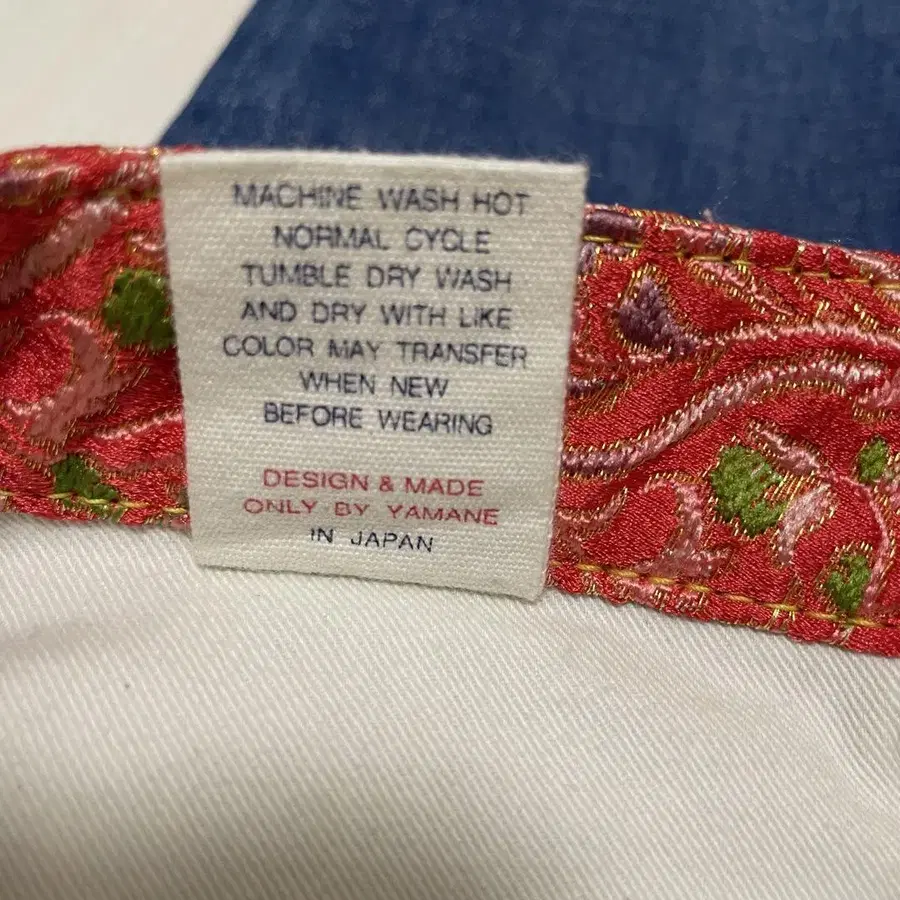 MACHINE WASH HOT
NORMAL CYCLE
TUMBLE DRY WASH
AND DRY WITH LIKE
COLOR MAY TRANSFER
WHEN NEW
BEFORE WEARING
DESIGN & MADE
ONLY BY YAMANE
IN JAPAN